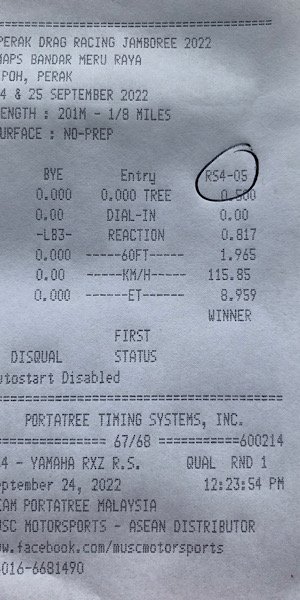 PERAK DRAG RACING JAMBOREE 2022
MAPS BANDAR MERU RAYA
IPOH, PERAK
4 & 25 SEPTEMBER 2022
ENGTH : 201M - 1/8 MILES
URFACE : NO-PREP
BYE Entry RS4-05
0.000 0.000 TREE 0.500
0.00 DIAL-IN 0.00
-LB3- REACTION 0.817
0.000 -----60FT----- 1.965
0.00 -----KM/H----- 115.85
0.000 ------ET------ 8.959
WINNER
FIRST
DISQUAL STATUS
utostart Disabled
PORTATREE TIMING SYSTEMS, INC.
================ 67/68 ===========600214
4 - YAMAHA RXZ R.S. QUAL RND 1
eptember 24, 2022 12:23:54 PM
EAM PORTATREE MALAYSIA
USC MOTORSPORTS - ASEAN DISTRIBUTOR
ww.facebook.com/muscmotorsports
016-6681490